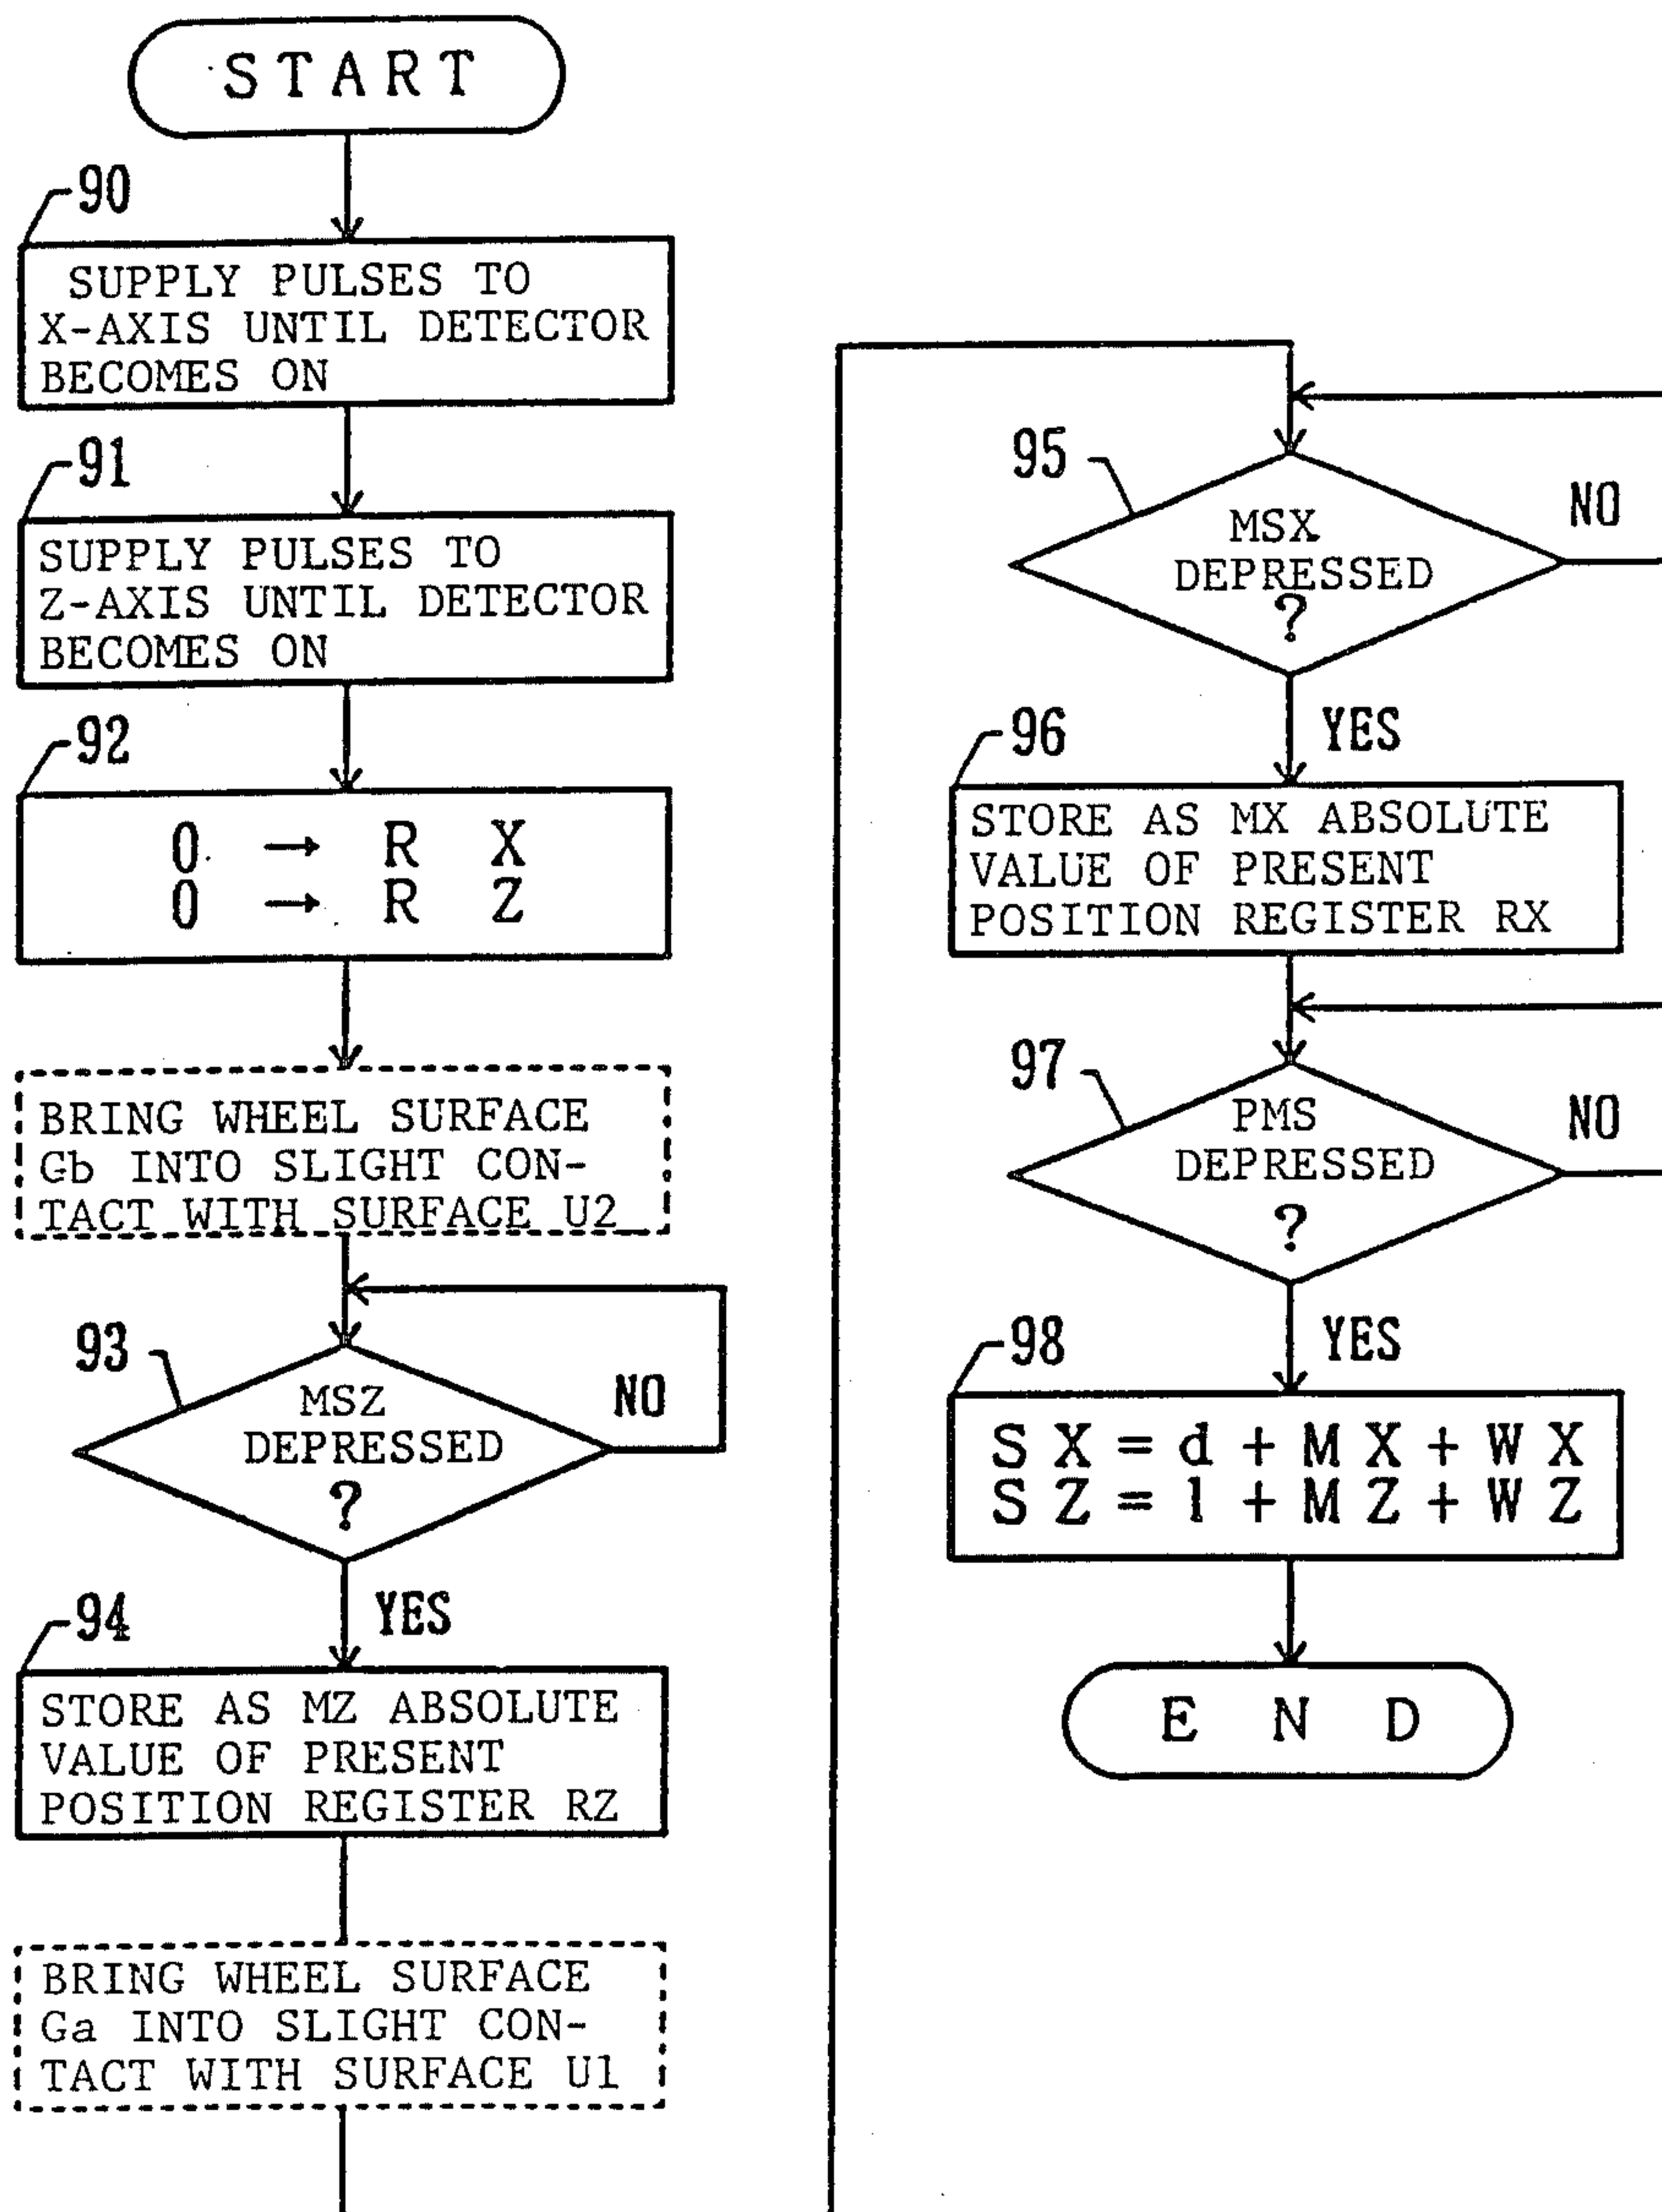 START
90
SUPPLY PULSES TO
X-AXIS UNTIL DETECTOR
BECOMES ON
91
SUPPLY PULSES TO
Z-AXIS UNTIL DETECTOR
BECOMES ON
92
0 → R X
0 → R Z
BRING WHEEL SURFACE
Gb INTO SLIGHT CON-
TACT WITH SURFACE U2
93
MSZ
DEPRESSED
?
NO
YES
94
STORE AS MZ ABSOLUTE
VALUE OF PRESENT
POSITION REGISTER RZ
BRING WHEEL SURFACE
Ga INTO SLIGHT CON-
TACT WITH SURFACE U1
95
MSX
DEPRESSED
?
NO
YES
96
STORE AS MX ABSOLUTE
VALUE OF PRESENT
POSITION REGISTER RX
97
PMS
DEPRESSED
?
NO
YES
98
S X = d + M X + W X
S Z = l + M Z + W Z
E N D